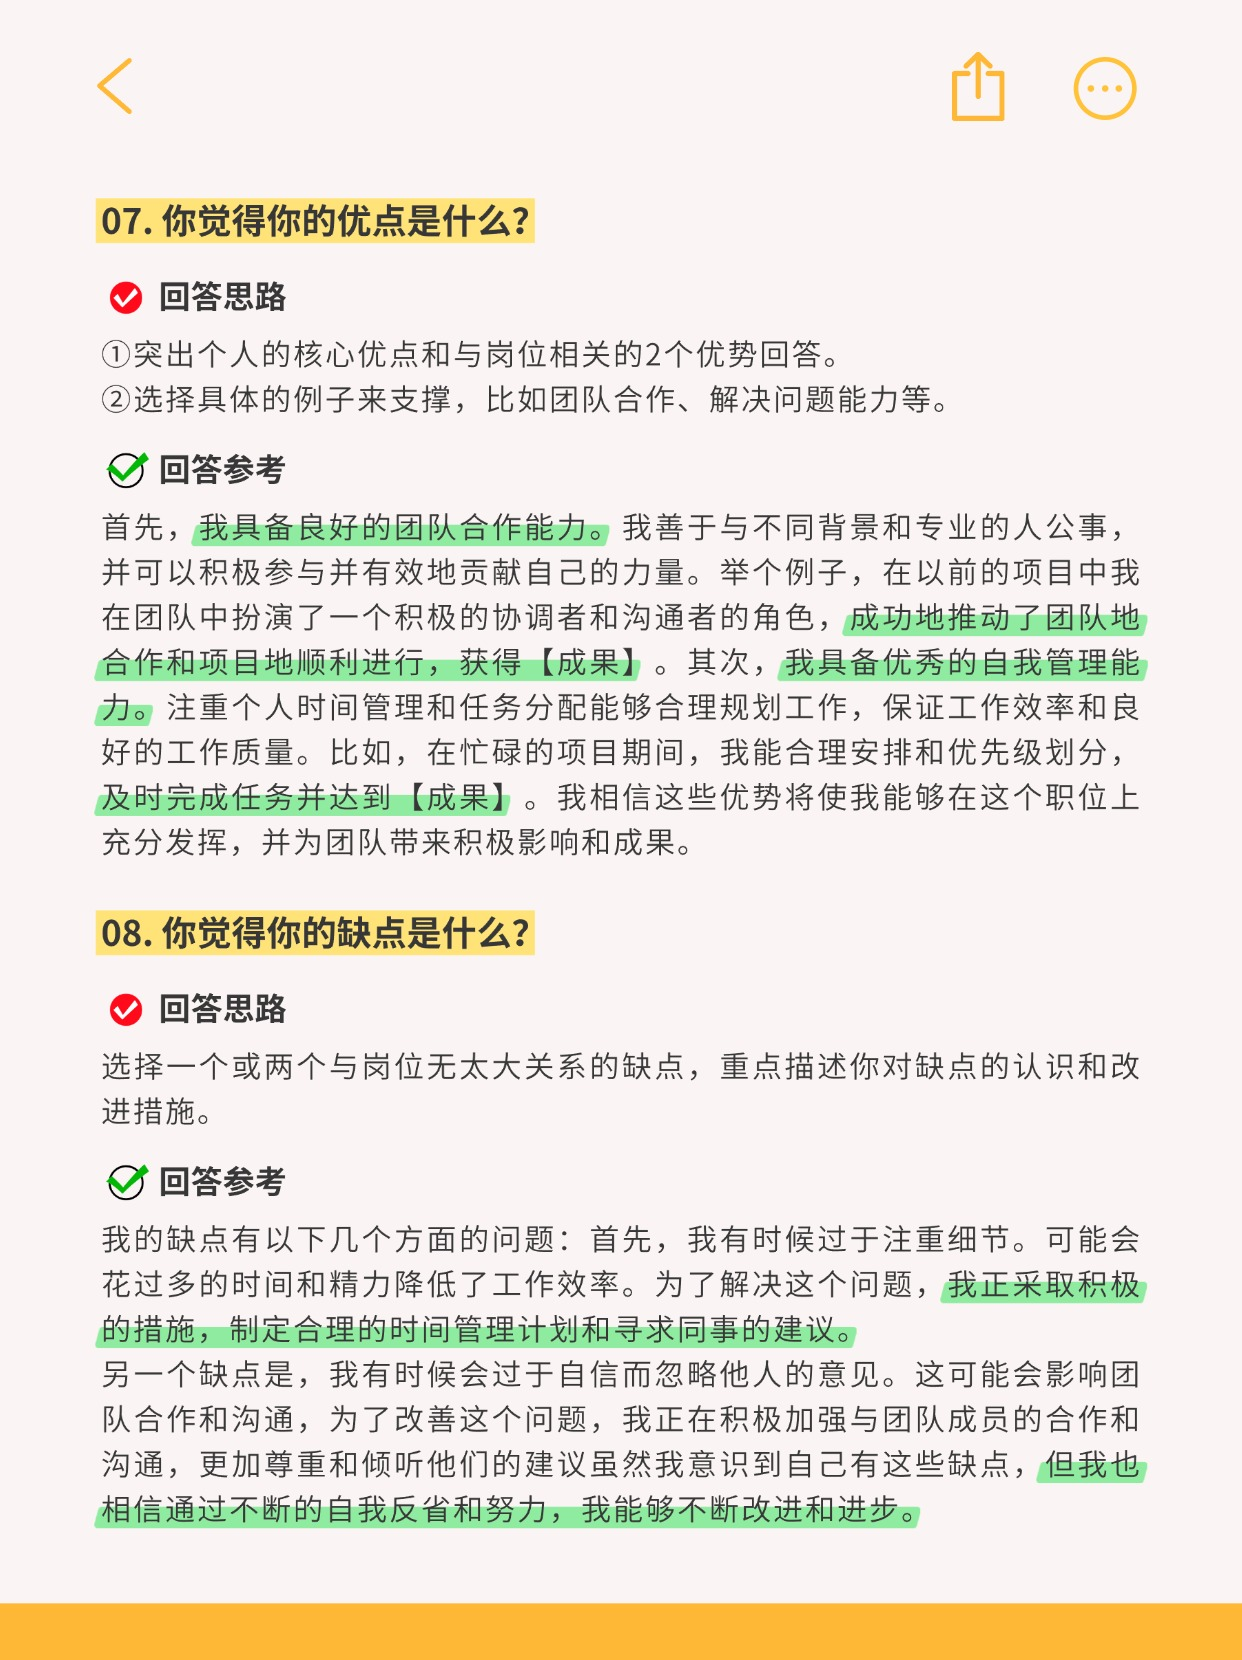 07. 你觉得你的优点是什么?
回答思路
①突出个人的核心优点和与岗位相关的2个优势回答。
②选择具体的例子来支撑，比如团队合作、解决问题能力等。
回答参考
首先，我具备良好的团队合作能力。我善于与不同背景和专业的人公事，
并可以积极参与并有效地贡献自己的力量。举个例子，在以前的项目中我
在团队中扮演了一个积极的协调者和沟通者的角色，成功地推动了团队地
合作和项目地顺利进行，获得【成果】。其次，我具备优秀的自我管理能
力。注重个人时间管理和任务分配能够合理规划工作，保证工作效率和良
好的工作质量。比如，在忙碌的项目期间，我能合理安排和优先级划分，
及时完成任务并达到【成果】。我相信这些优势将使我能够在这个职位上
充分发挥，并为团队带来积极影响和成果。
08. 你觉得你的缺点是什么?
回答思路
选择一个或两个与岗位无太大关系的缺点，重点描述你对缺点的认识和改
进措施。
回答参考
我的缺点有以下几个方面的问题：首先，我有时候过于注重细节。可能会
花过多的时间和精力降低了工作效率。为了解决这个问题，我正采取积极
的措施，制定合理的时间管理计划和寻求同事的建议。
另一个缺点是，我有时候会过于自信而忽略他人的意见。这可能会影响团
队合作和沟通，为了改善这个问题，我正在积极加强与团队成员的合作和
沟通，更加尊重和倾听他们的建议虽然我意识到自己有这些缺点，但我也
相信通过不断的自我反省和努力，我能够不断改进和进步。